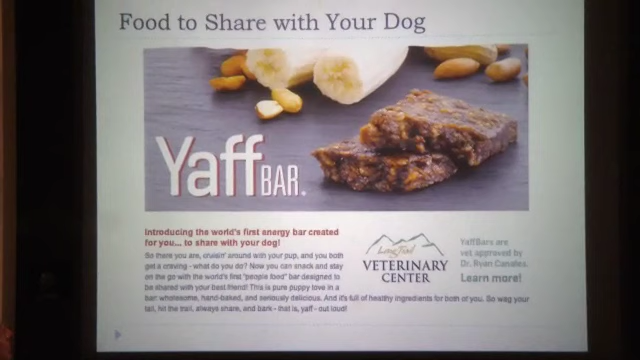 Food to Share with Your Dog
Yaff BAR.
Introducing the world's first energy bar created
for you... to share with your dog!
So there you are, cruisin' around with your pup, and you both
get a craving - what do you do? Now you can snack and stay
on the go with the world's first "people food" bar designed to
be shared with your best friend! This is pure puppy love in a
bar: wholesome, hand-baked, and seriously delicious. And it's full of healthy ingredients for both of you. So wag your
tail, hit the trail, always share, and bark - that is, yaff - out loud!
Long Trail
VETERINARY
CENTER
YaffBars are
vet approved by
Dr. Ryan Canales.
Learn more!